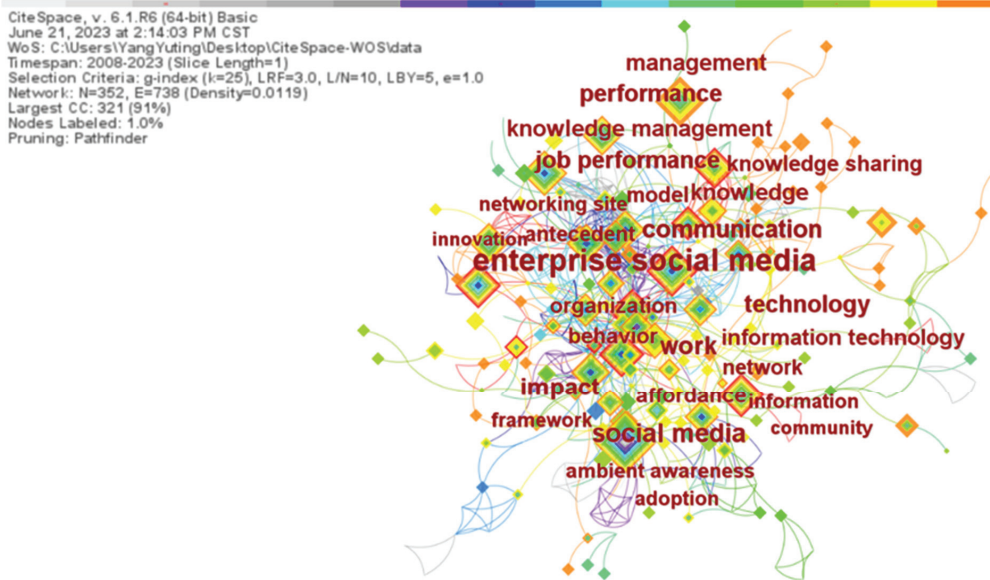 CiteSpace, v. 6.1.R6 (64-bit) Basic
June 21, 2023 at 2:14:03 PM CST
WoS: C:\Users\YangYuting\Desktop\CiteSpace-WOS\data
Timespan: 2008-2023 (Slice Length=1)
Selection Criteria: g-index (k=25), LRF=3.0, L/N=10, LBY=5, e=1.0
Network: N=352, E=738 (Density=0.0119)
Largest CC: 321 (91%)
Nodes Labeled: 1.0%
Pruning: Pathfinder
management
performance
knowledge management
job performance
knowledge sharing
model
knowledge
networking site
communication
antecedent
innovation
enterprise social media
organization
technology
behavior
work
information technology
network
impact
affordance
information
framework
community
social media
ambient awareness
adoption